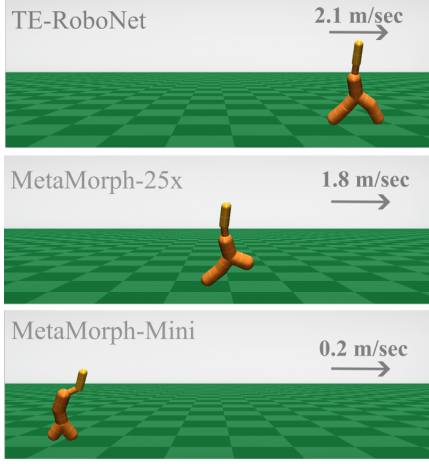 TE-RoboNet
2.1 m/sec
MetaMorph-25x
1.8 m/sec
MetaMorph-Mini
0.2 m/sec